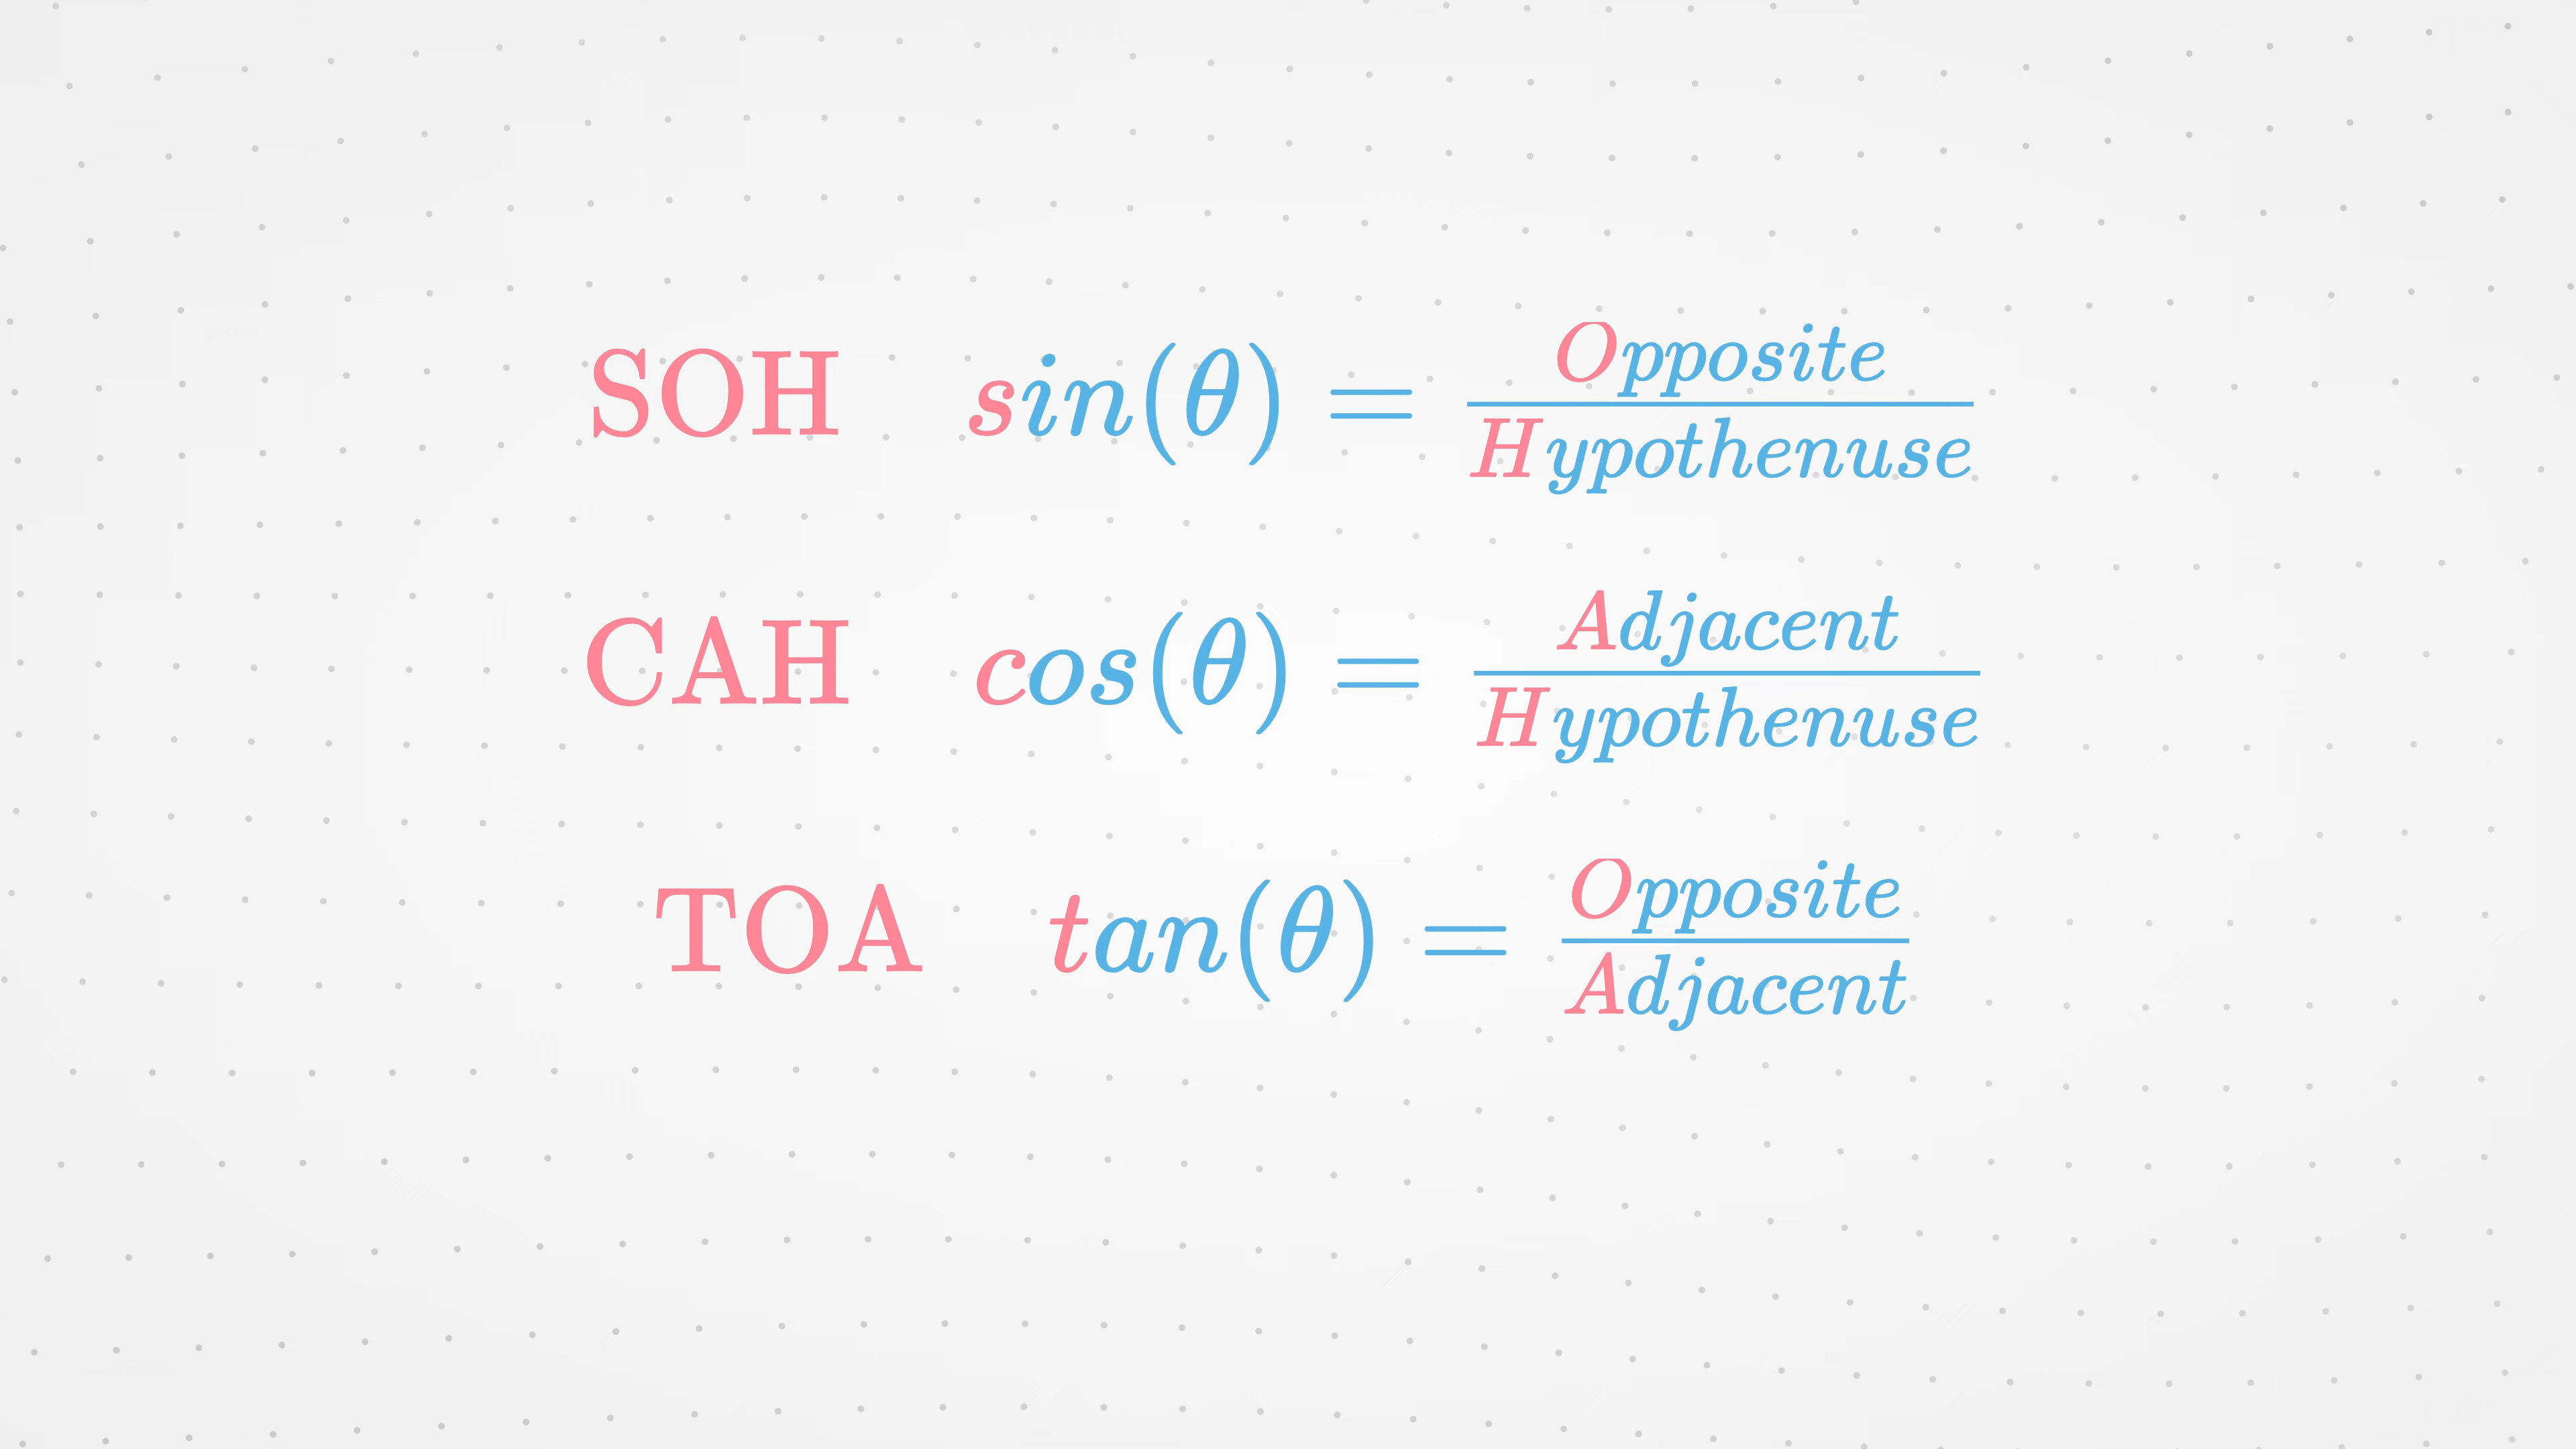 SOH sin(θ) = Opposite / Hypothenuse
CAH cos(θ) = Adjacent / Hypothenuse
TOA tan(θ) = Opposite / Adjacent